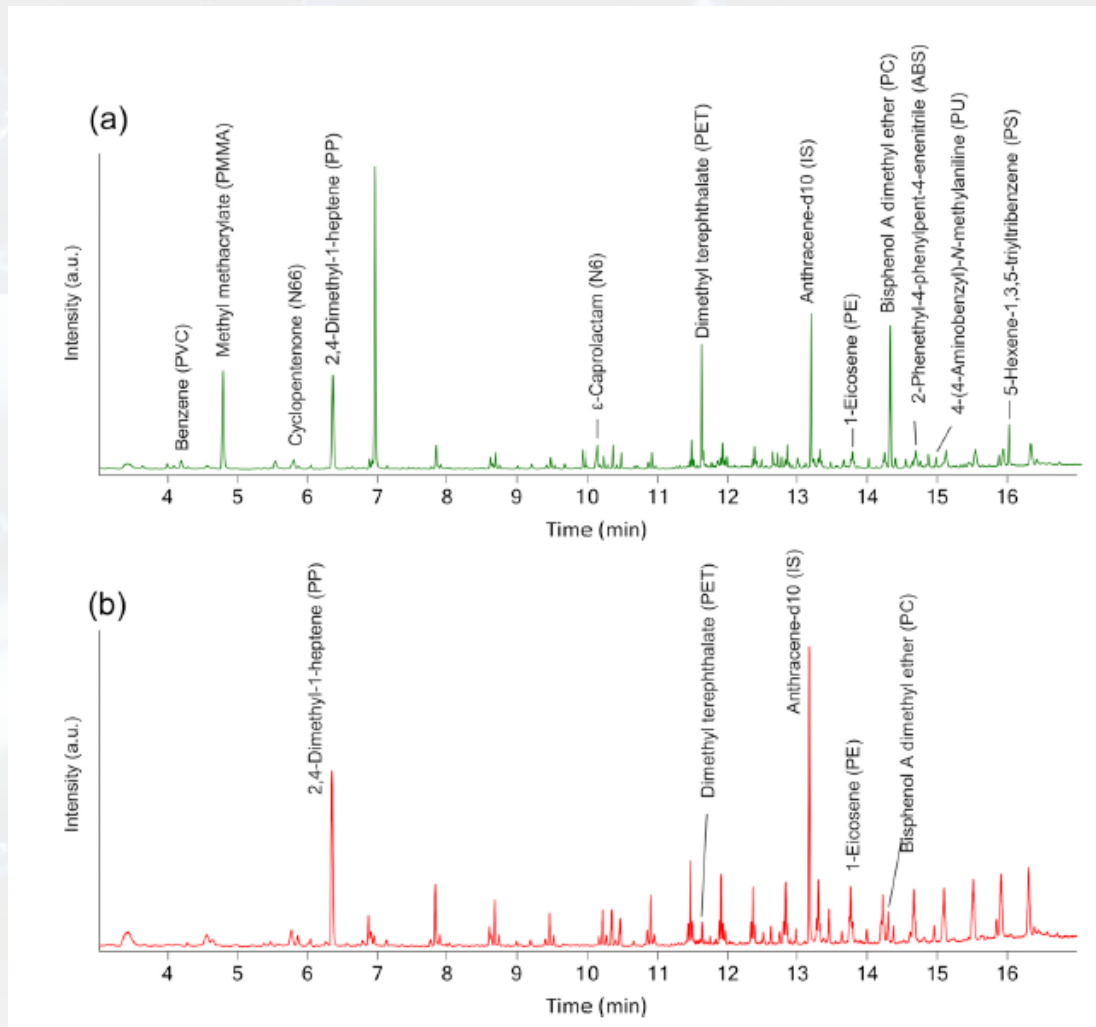 (a)
Intensity (a.u.)
Benzene (PVC)
Methyl methacrylate (PMMA)
Cyclopentenone (N66)
2,4-Dimethyl-1-heptene (PP)
ε-Caprolactam (N6)
Dimethyl terephthalate (PET)
Anthracene-d10 (IS)
1-Eicosene (PE)
Bisphenol A dimethyl ether (PC)
2-Phenethyl-4-phenylpent-4-enenitrile (ABS)
4-(4-Aminobenzyl)-N-methylaniline (PU)
5-Hexene-1,3,5-triyltribenzene (PS)
4 5 6 7 8 9 10 11 12 13 14 15 16
Time (min)
(b)
Intensity (a.u.)
2,4-Dimethyl-1-heptene (PP)
Dimethyl terephthalate (PET)
Anthracene-d10 (IS)
1-Eicosene (PE)
Bisphenol A dimethyl ether (PC)
4 5 6 7 8 9 10 11 12 13 14 15 16
Time (min)